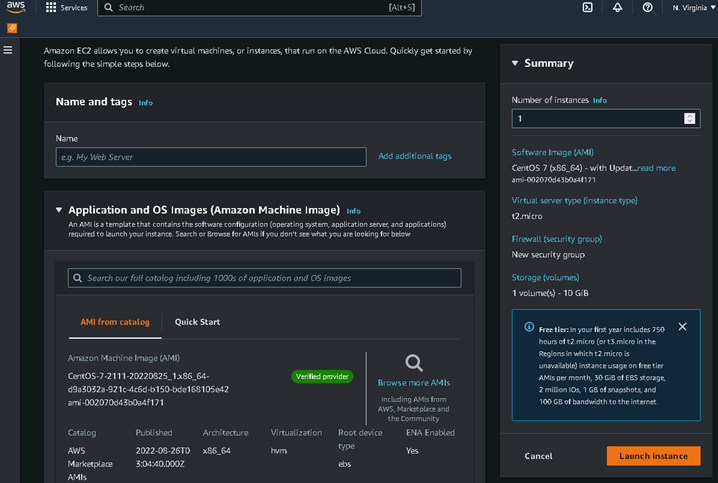 aws
Services
Search
[Alt+S]
N. Virginia
Amazon EC2 allows you to create virtual machines, or instances, that run on the AWS Cloud. Quickly get started by
following the simple steps below.
Name and tags Info
Name
e.g. My Web Server
Add additional tags
Application and OS Images (Amazon Machine Image) Info
An AMI is a template that contains the software configuration (operating system, application server, and applications)
required to launch your instance. Search or Browse for AMIs if you don't see what you are looking for below
Search our full catalog including 1000s of application and OS images
AMI from catalog
Quick Start
Amazon Machine Image (AMI)
CentOS-7-2111-20220825_1.x86_64-
d9a3032a-921c-4c6d-b150-bde168105e42
ami-002070d43b0a4f171
Verified provider
Browse more AMIs
Including AMIs from
AWS, Marketplace and
the Community
Catalog
AWS
Marketplace
AMIs
Published
2022-08-26T0
3:04:40.000Z
Architecture
x86_64
Virtualization
hvm
Root device
type
ebs
ENA Enabled
Yes
Summary
Number of instances Info
1
Software Image (AMI)
CentOS 7 (x86_64) - with Updat...read more
ami-002070d43b0a4f171
Virtual server type (instance type)
t2.micro
Firewall (security group)
New security group
Storage (volumes)
1 volume(s) - 10 GiB
Free tier: In your first year includes 750
hours of t2.micro (or t3.micro in the
Regions in which t2.micro is
unavailable) instance usage on free tier
AMIs per month, 30 GiB of EBS storage,
2 million IOs, 1 GB of snapshots, and
100 GB of bandwidth to the internet.
Cancel
Launch instance